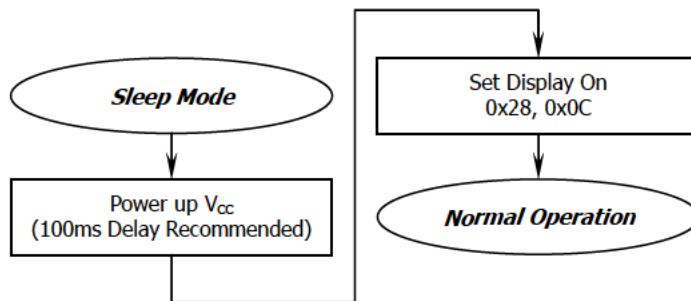 Sleep Mode
Power up Vcc
(100ms Delay Recommended)
Set Display On
0x28, 0x0C
Normal Operation